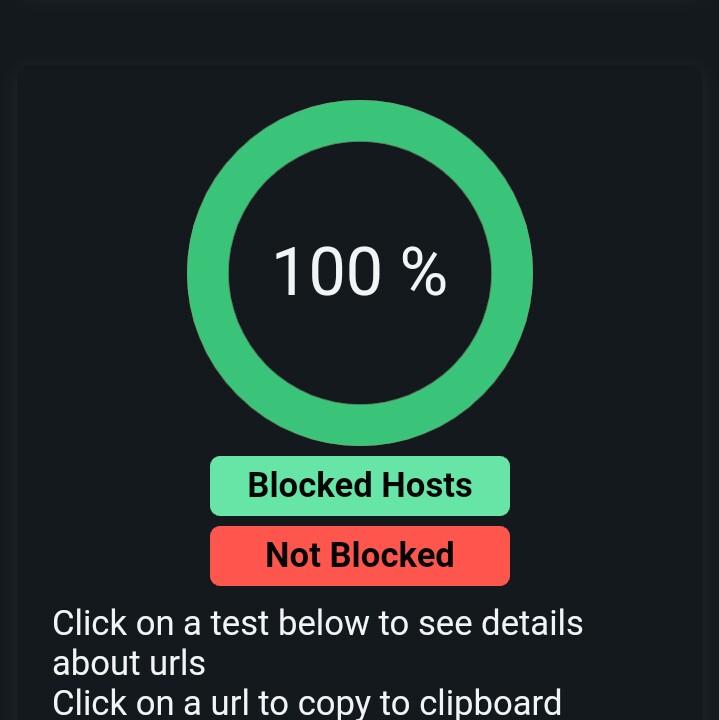 100 %
Blocked Hosts
Not Blocked
Click on a test below to see details
about urls
Click on a url to copy to clipboard